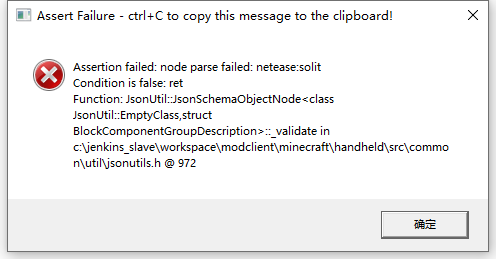 Assert Failure - ctrl+C to copy this message to the clipboard!
Assertion failed: node parse failed: netease:solit
Condition is false: ret
Function: JsonUtil::JsonSchemaObjectNode<class
JsonUtil::EmptyClass,struct
BlockComponentGroupDescription>::_validate in
c:\jenkins_slave\workspace\modclient\minecraft\handheld\src\commo
n\util\jsonutils.h @ 972
确定